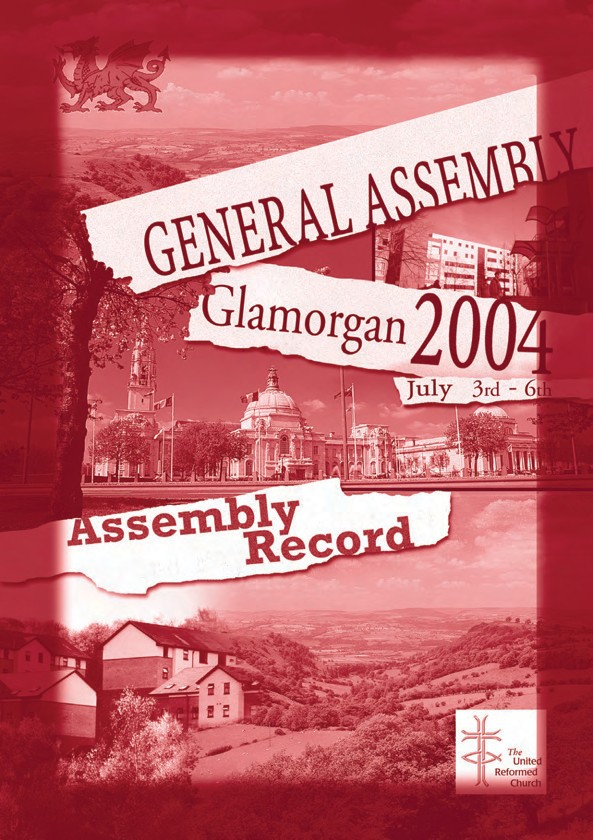 GENERAL ASSEMBLY
Glamorgan 2004
July 3rd - 6th
Assembly
Record
The
United
Reformed
Church